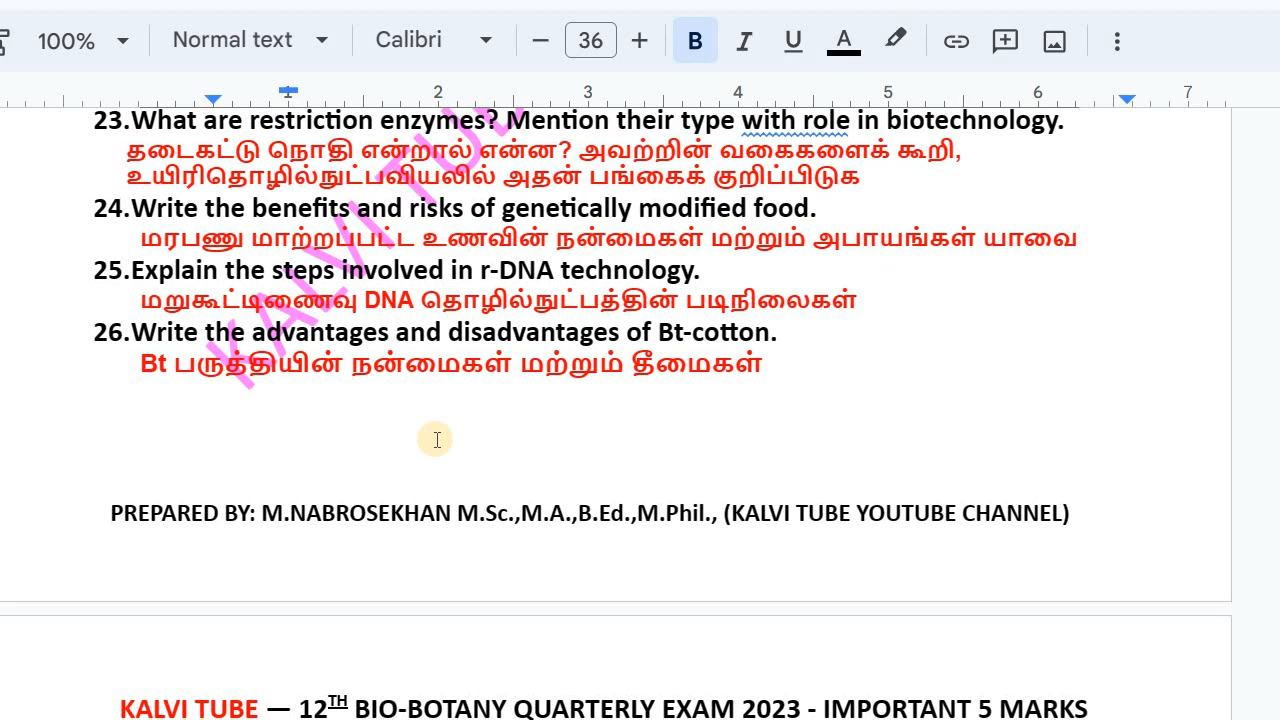 100% Normal text Calibri 36 B I U A
1 2 3 4 5 6 7
23.What are restriction enzymes? Mention their type with role in biotechnology.
தடைகட்டு நொதி என்றால் என்ன? அவற்றின் வகைகளைக் கூறி,
உயிரிதொழில்நுட்பவியலில் அதன் பங்கைக் குறிப்பிடுக
24.Write the benefits and risks of genetically modified food.
மரபணு மாற்றப்பட்ட உணவின் நன்மைகள் மற்றும் அபாயங்கள் யாவை
25.Explain the steps involved in r-DNA technology.
மறுகூட்டிணைவு DNA தொழில்நுட்பத்தின் படிநிலைகள்
26.Write the advantages and disadvantages of Bt-cotton.
Bt பருத்தியின் நன்மைகள் மற்றும் தீமைகள்
KALVI TU
PREPARED BY: M.NABROSEKHAN M.Sc.,M.A.,B.Ed.,M.Phil., (KALVI TUBE YOUTUBE CHANNEL)
KALVI TUBE — 12TH BIO-BOTANY QUARTERLY EXAM 2023 - IMPORTANT 5 MARKS